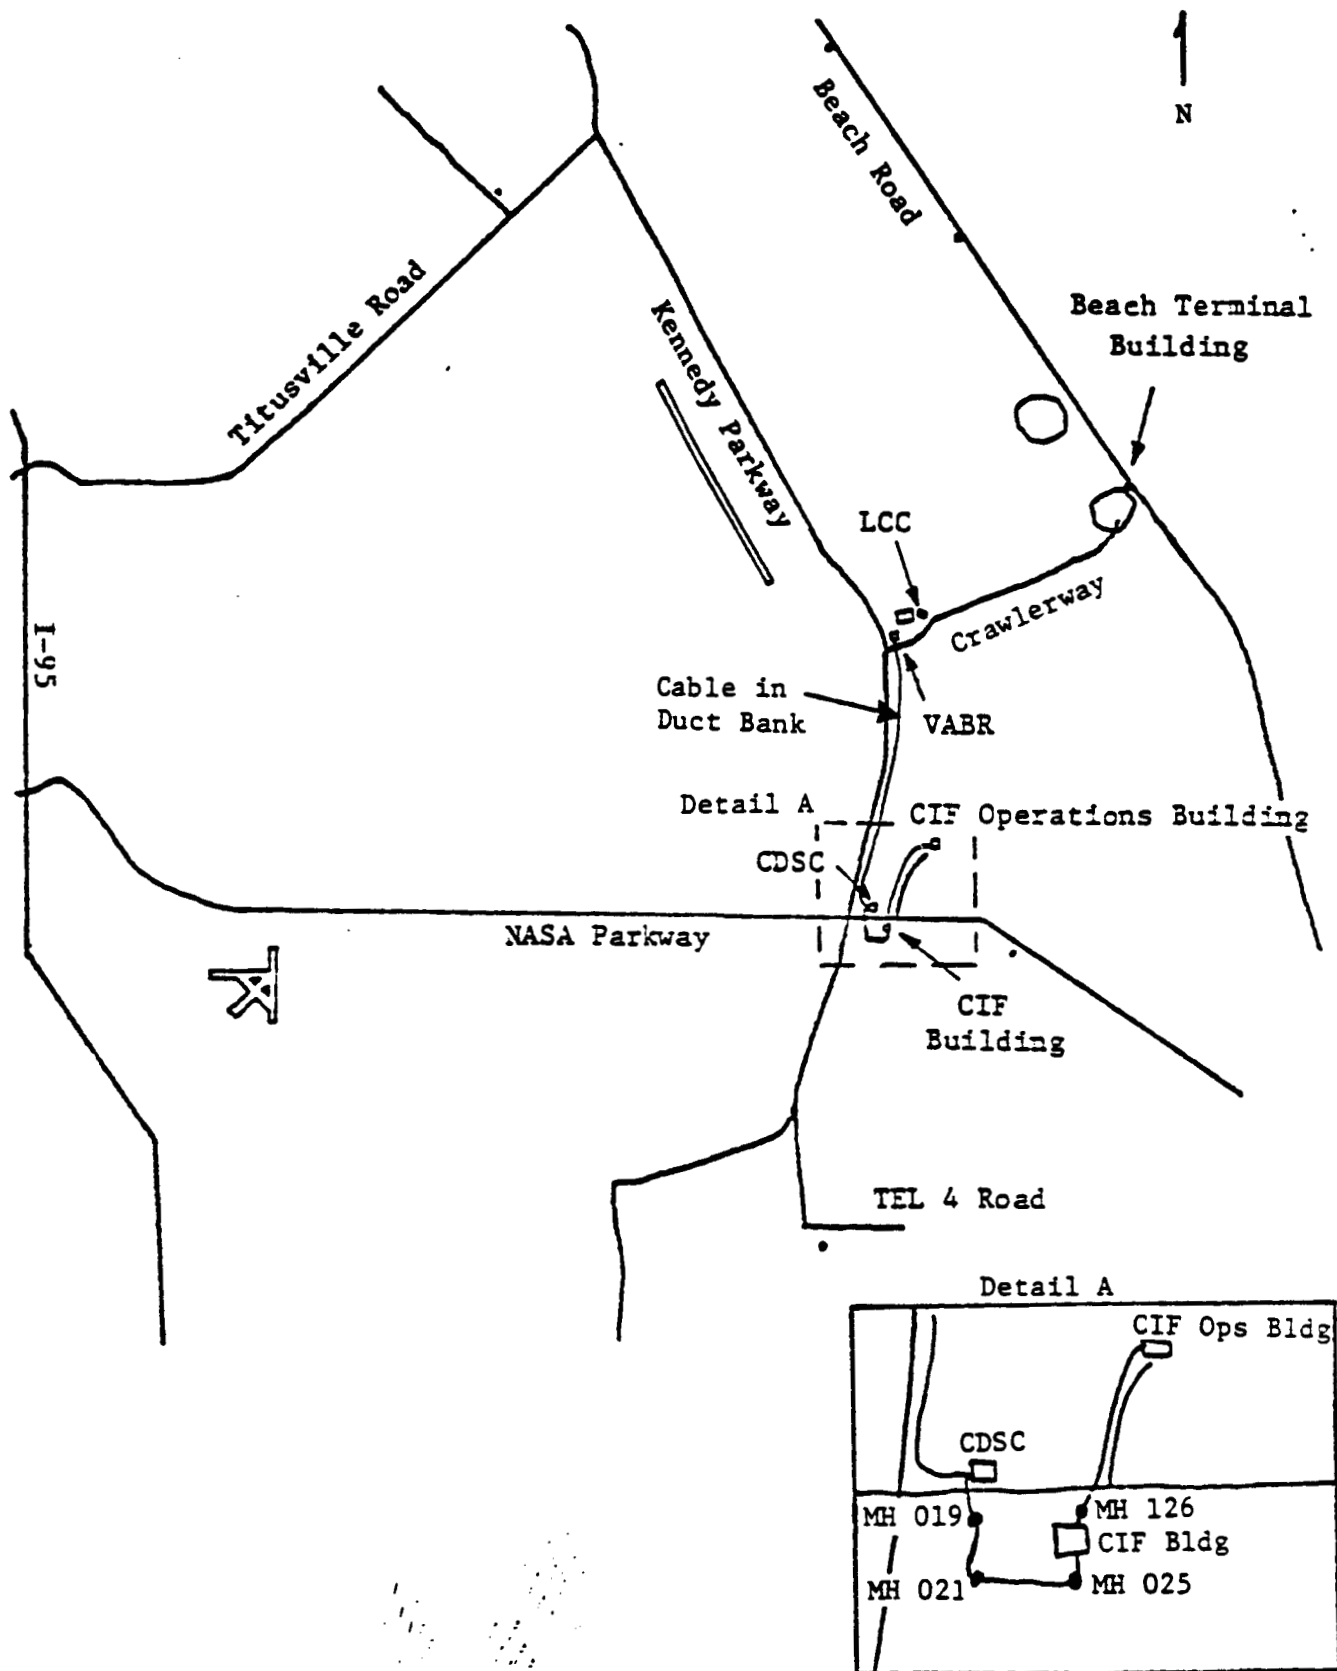 N
Beach Road
Beach Terminal
Building
Titusville Road
Kennedy Parkway
LCC
Crawlerway
I-95
Cable in
Duct Bank
VABR
Detail A
CIF Operations Building
CDSC
NASA Parkway
CIF
Building
TEL 4 Road
Detail A
CIF Ops Bldg
CDSC
MH 019
MH 126
CIF Bldg
MH 021
MH 025